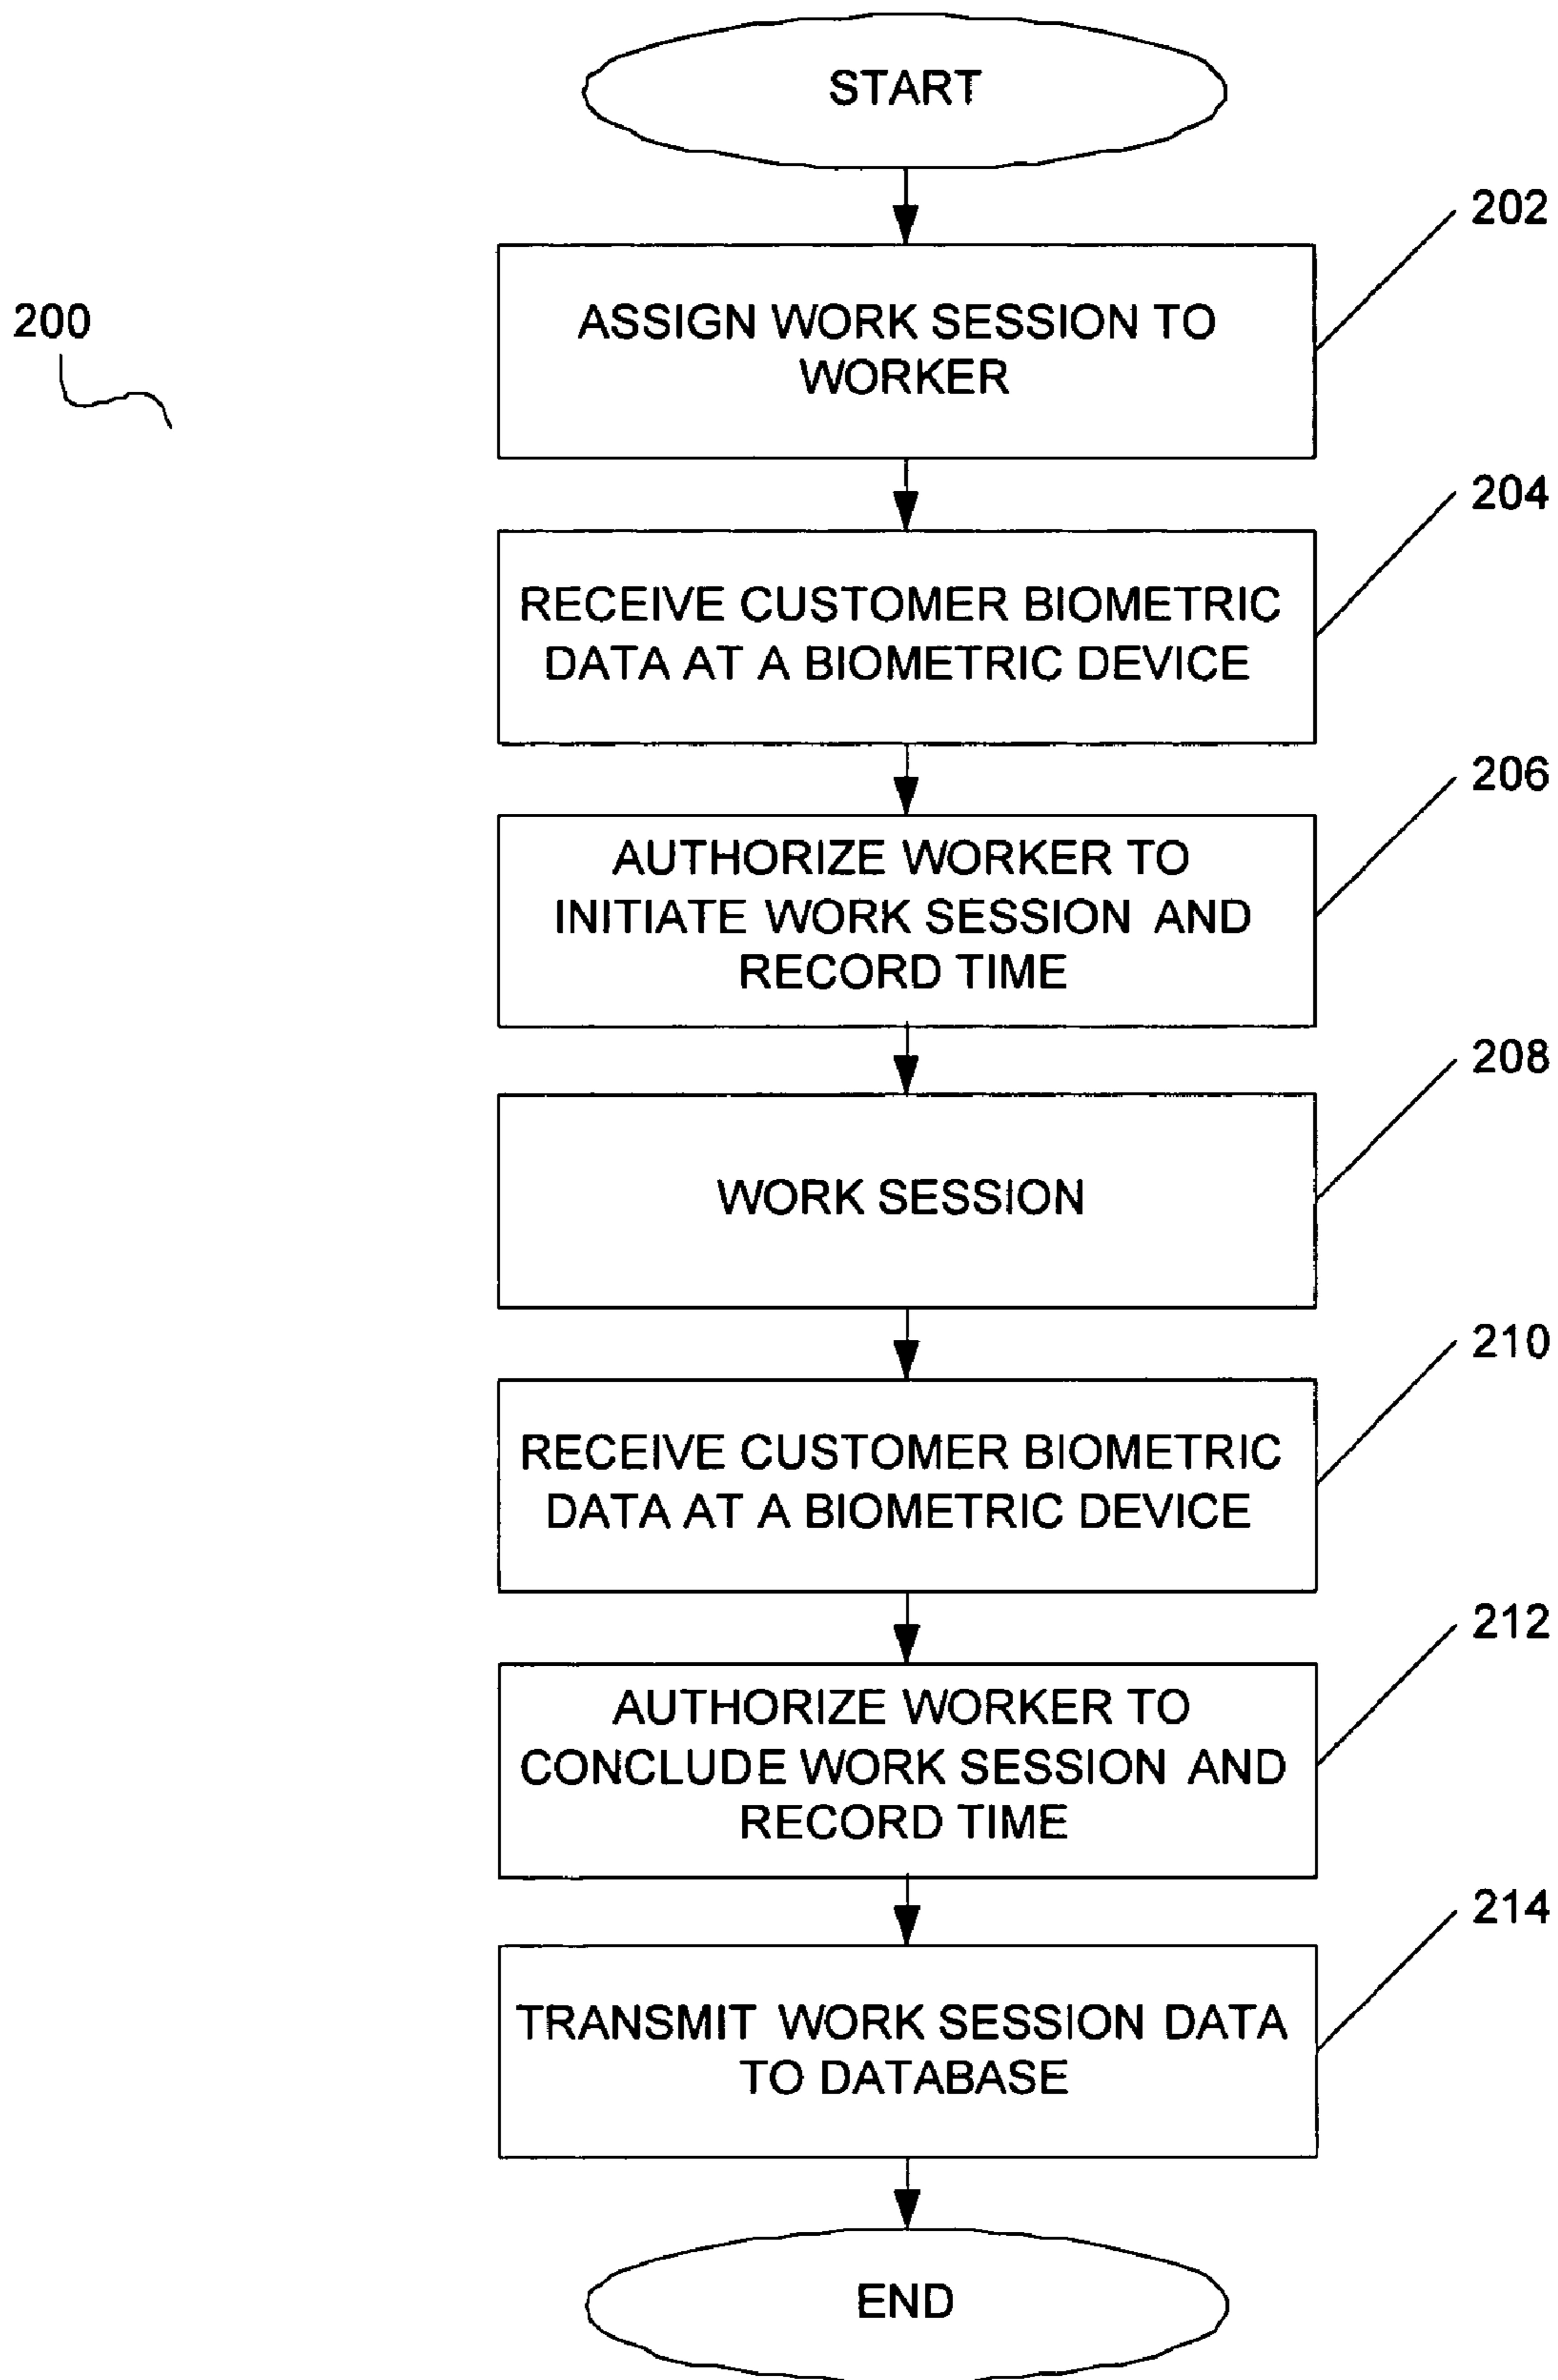 START
202
200
ASSIGN WORK SESSION TO
WORKER
204
RECEIVE CUSTOMER BIOMETRIC
DATA AT A BIOMETRIC DEVICE
206
AUTHORIZE WORKER TO
INITIATE WORK SESSION AND
RECORD TIME
208
WORK SESSION
210
RECEIVE CUSTOMER BIOMETRIC
DATA AT A BIOMETRIC DEVICE
212
AUTHORIZE WORKER TO
CONCLUDE WORK SESSION AND
RECORD TIME
214
TRANSMIT WORK SESSION DATA
TO DATABASE
END